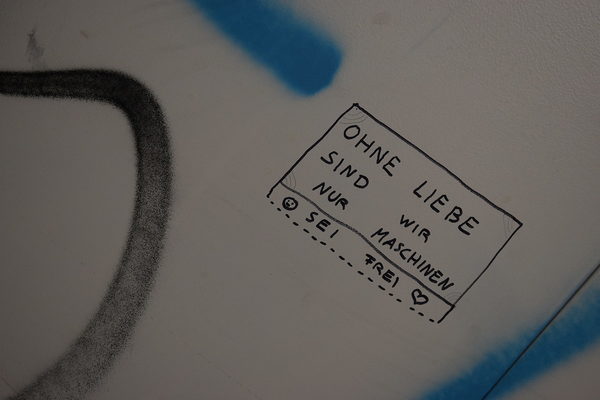 OHNE LIEBE
SIND WIR
NUR MASCHINEN
SEI FREI